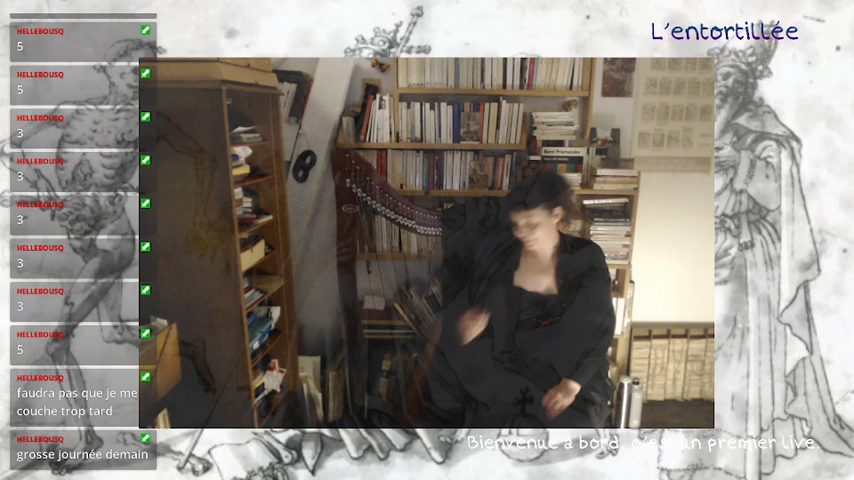 L'entortillée
HELLEBOUSQ
5
HELLEBOUSQ
5
HELLEBOUSQ
3
HELLEBOUSQ
3
HELLEBOUSQ
3
HELLEBOUSQ
3
HELLEBOUSQ
3
HELLEBOUSQ
5
HELLEBOUSQ
faudra pas que je me
couche trop tard
HELLEBOUSQ
grosse journée demain
Bienvenue à bord, c'est un premier live.